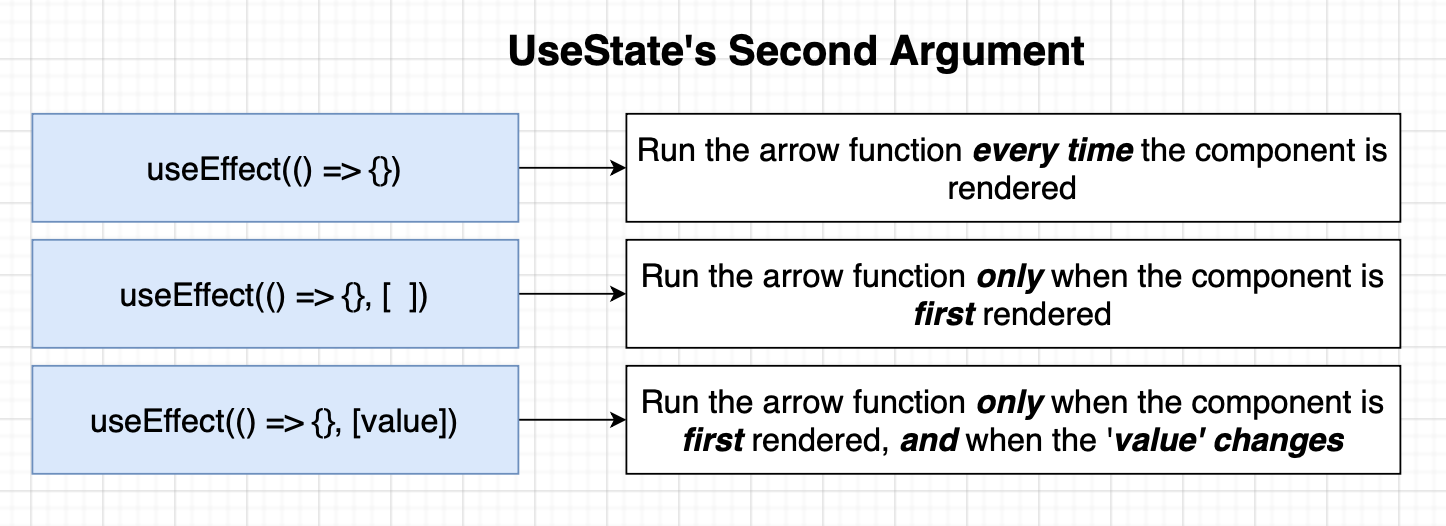 UseState's Second Argument
useEffect(() => {})
Run the arrow function every time the component is
rendered
useEffect(() => {}, [  ])
Run the arrow function only when the component is
first rendered
useEffect(() => {}, [value])
Run the arrow function only when the component is
first rendered, and when the 'value' changes